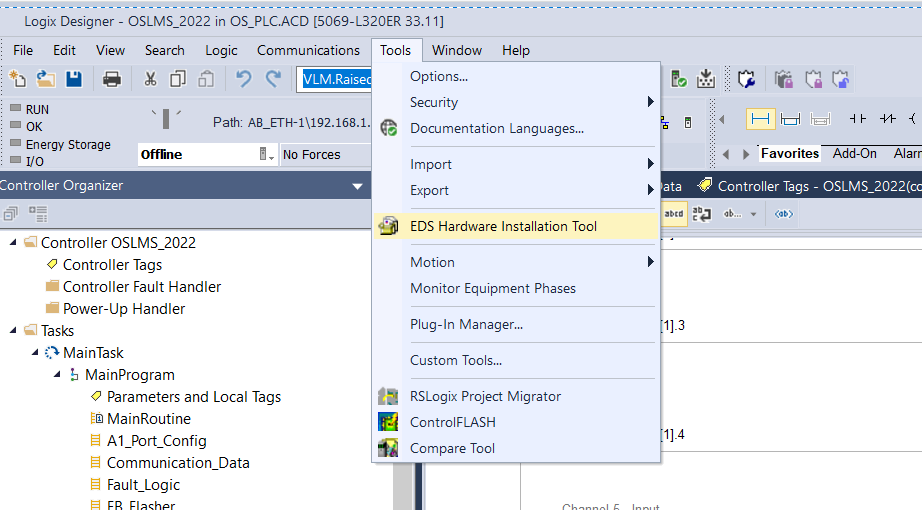 Logix Designer - OSLMS_2022 in OS_PLC.ACD [5069-L320ER 33.11]
File Edit View Search Logic Communications Tools Window Help
VLM.Raised
RUN
OK
Energy Storage
I/O
Path: AB_ETH-1\192.168.1.
Offline
No Forces
Favorites Add-On Alarm
Controller Organizer
Data
Controller Tags - OSLMS_2022(co
abcd
ab...
<ab>
Options...
Security
Documentation Languages...
Import
Export
EDS Hardware Installation Tool
Motion
Monitor Equipment Phases
Plug-In Manager...
Custom Tools...
RSLogix Project Migrator
ControlFLASH
Compare Tool
Controller OSLMS_2022
Controller Tags
Controller Fault Handler
Power-Up Handler
Tasks
MainTask
MainProgram
Parameters and Local Tags
MainRoutine
A1_Port_Config
Communication_Data
Fault_Logic
FB_Flasher
[1].3
[1].4
Channel 5 - Input